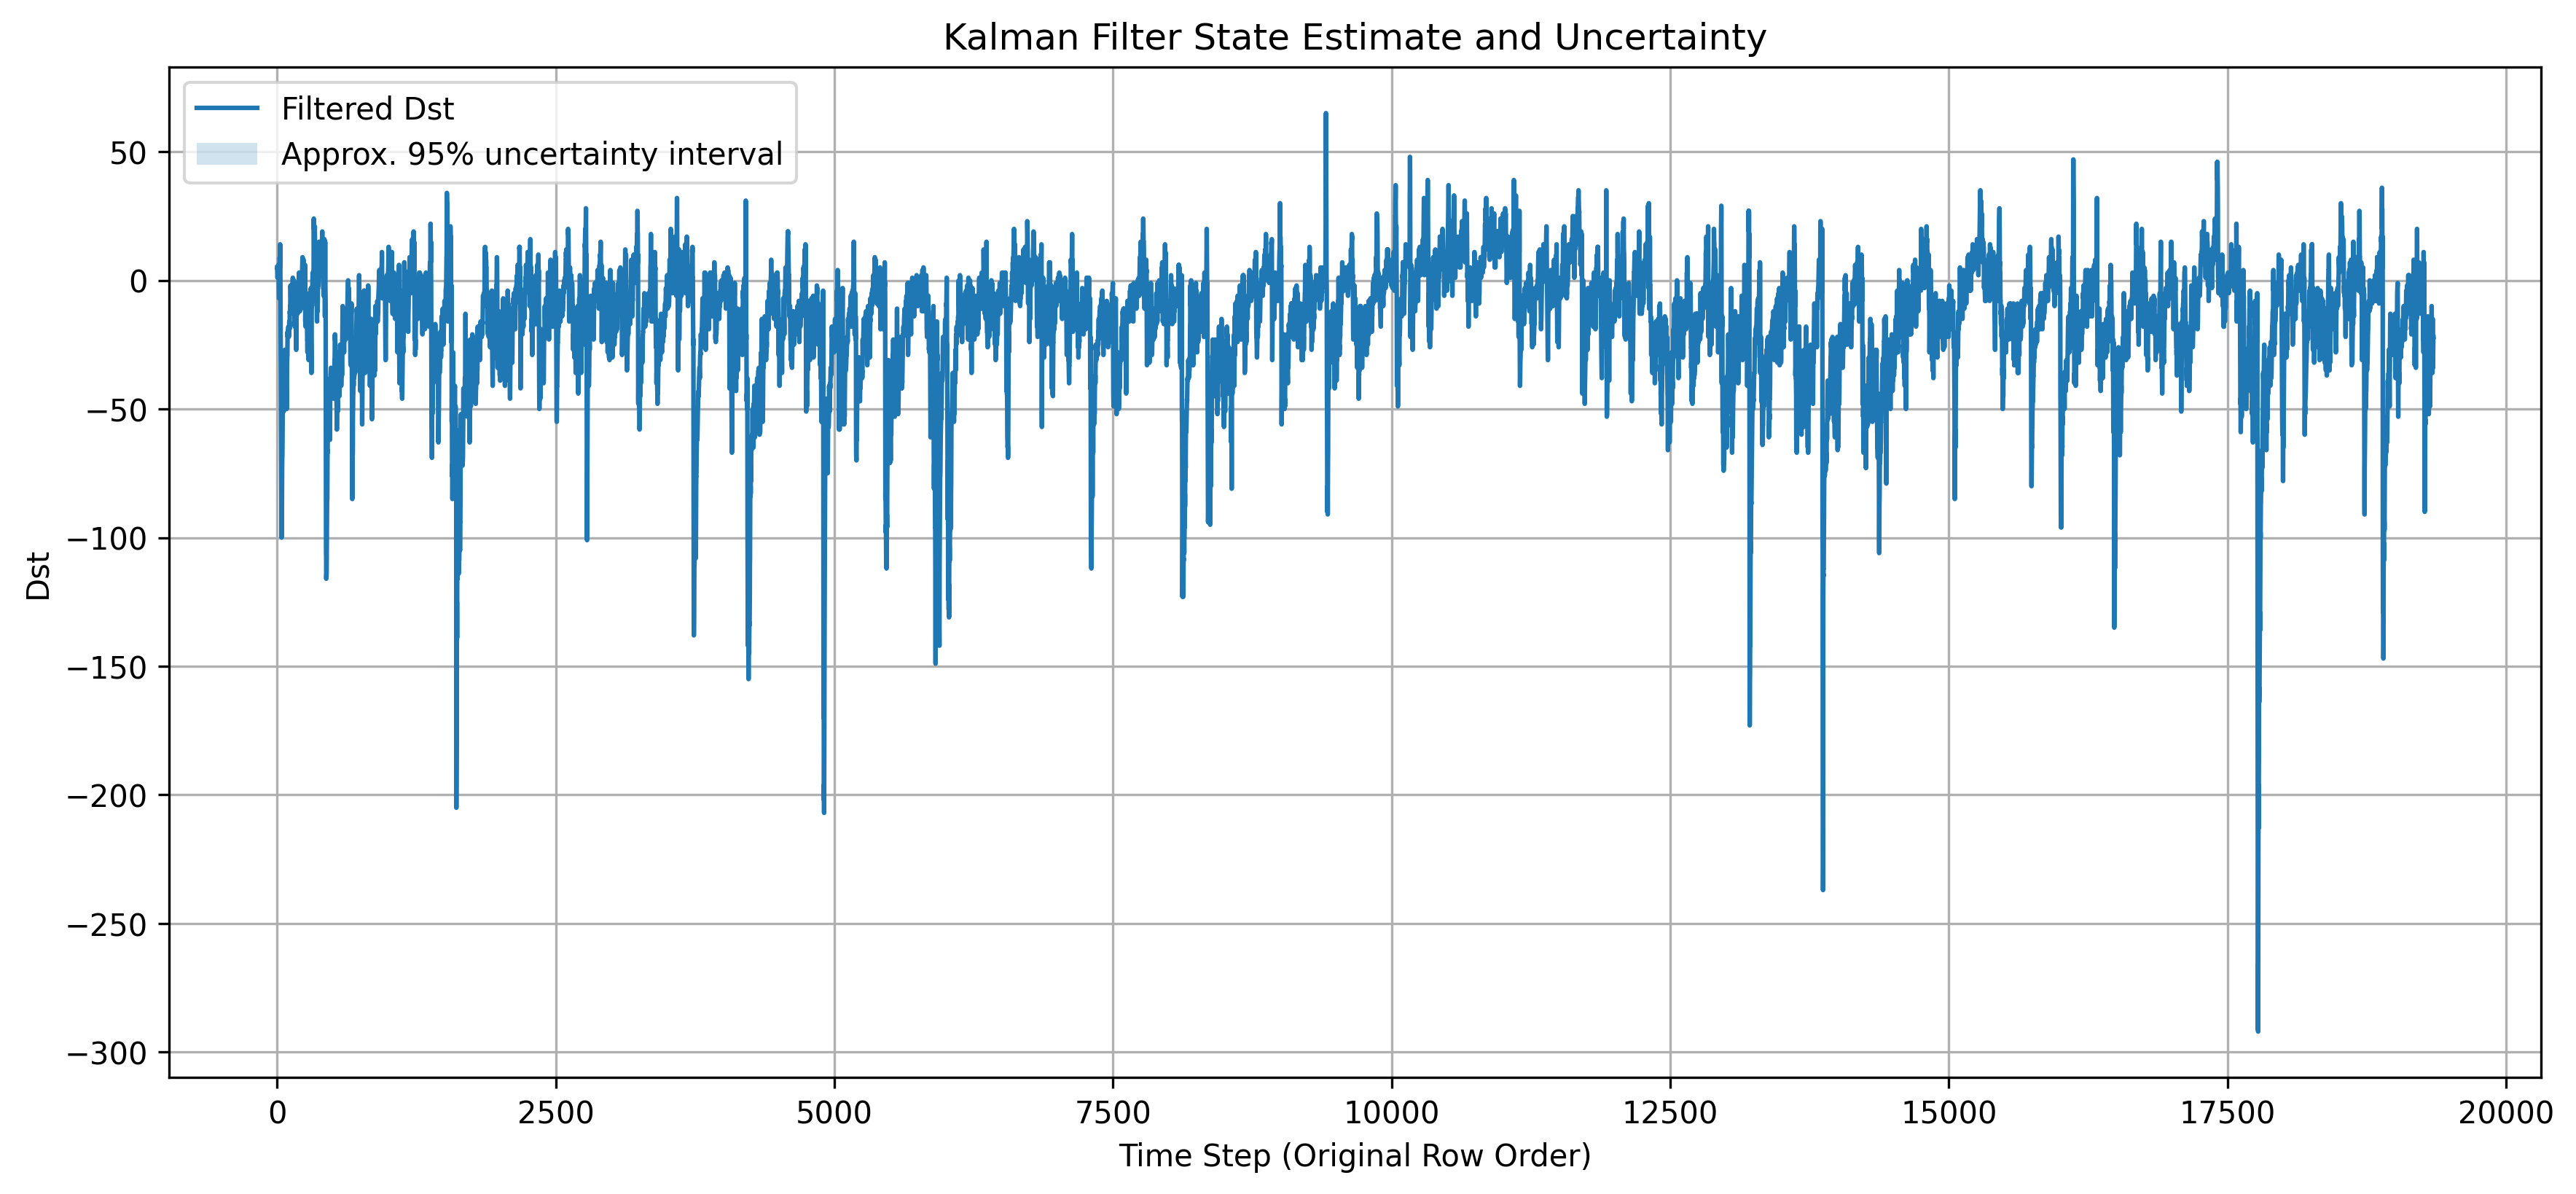 Kalman Filter State Estimate and Uncertainty
Filtered Dst
Approx. 95% uncertainty interval
50
0
−50
−100
−150
−200
−250
−300
Dst
0 2500 5000 7500 10000 12500 15000 17500 20000
Time Step (Original Row Order)